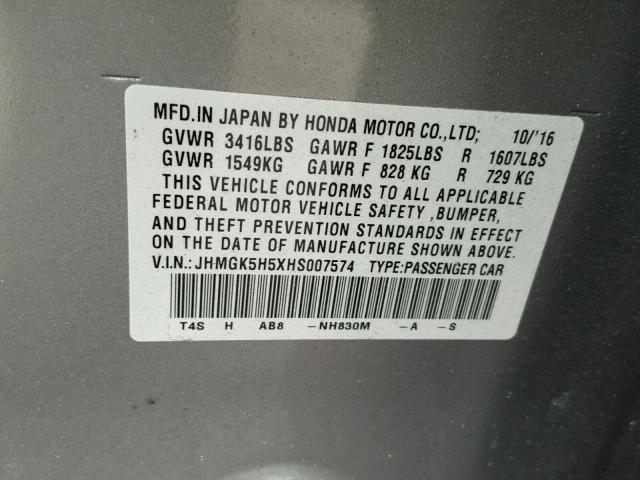 MFD.IN JAPAN BY HONDA MOTOR CO.,LTD; 10/'16
GVWR 3416LBS GAWR F 1825LBS R 1607LBS
GVWR 1549KG GAWR F 828 KG R 729 KG
THIS VEHICLE CONFORMS TO ALL APPLICABLE
FEDERAL MOTOR VEHICLE SAFETY ,BUMPER,
AND THEFT PREVENTION STANDARDS IN EFFECT
ON THE DATE OF MANUFACTURE SHOWN ABOVE.
V.I.N.: JHMGK5H5XHS007574 TYPE:PASSENGER CAR
T4S H AB8 -NH830M -A -S